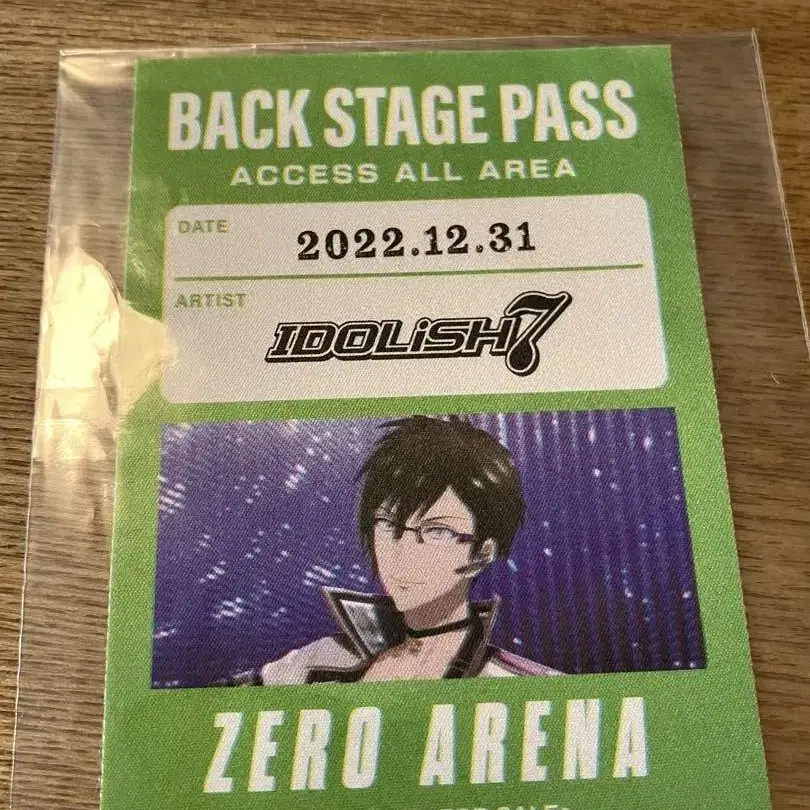 BACK STAGE PASS
ACCESS ALL AREA
DATE
2022.12.31
ARTIST
IDOLiSH7
ZERO ARENA